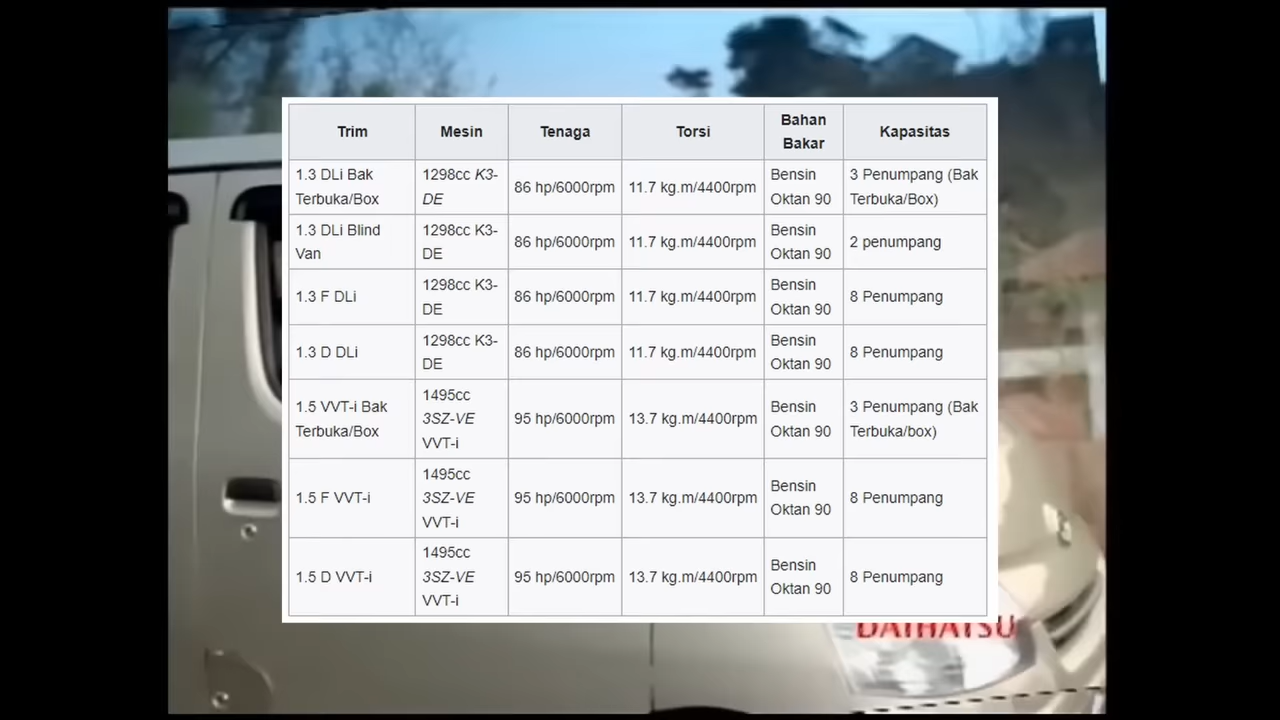 Trim Mesin Tenaga Torsi Bahan Bakar Kapasitas
1.3 DLi Bak Terbuka/Box 1298cc K3-DE 86 hp/6000rpm 11.7 kg.m/4400rpm Bensin Oktan 90 3 Penumpang (Bak Terbuka/Box)
1.3 DLi Blind Van 1298cc K3-DE 86 hp/6000rpm 11.7 kg.m/4400rpm Bensin Oktan 90 2 penumpang
1.3 F DLi 1298cc K3-DE 86 hp/6000rpm 11.7 kg.m/4400rpm Bensin Oktan 90 8 Penumpang
1.3 D DLi 1298cc K3-DE 86 hp/6000rpm 11.7 kg.m/4400rpm Bensin Oktan 90 8 Penumpang
1.5 VVT-i Bak Terbuka/Box 1495cc 3SZ-VE VVT-i 95 hp/6000rpm 13.7 kg.m/4400rpm Bensin Oktan 90 3 Penumpang (Bak Terbuka/box)
1.5 F VVT-i 1495cc 3SZ-VE VVT-i 95 hp/6000rpm 13.7 kg.m/4400rpm Bensin Oktan 90 8 Penumpang
1.5 D VVT-i 1495cc 3SZ-VE VVT-i 95 hp/6000rpm 13.7 kg.m/4400rpm Bensin Oktan 90 8 Penumpang
DAIHATSU